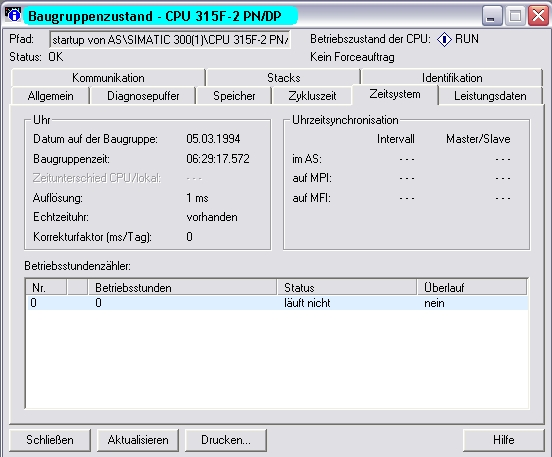 Baugruppenzustand - CPU 315F-2 PN/DP
Pfad: startup von AS\SIMATIC 300(1)\CPU 315F-2 PN/ Betriebszustand der CPU: RUN
Status: OK Kein Forceauftrag
Kommunikation Stacks Identifikation
Allgemein Diagnosepuffer Speicher Zykluszeit Zeitsystem Leistungsdaten
Uhr
Datum auf der Baugruppe: 05.03.1994
Baugruppenzeit: 06:29:17.572
Zeitunterschied CPU/lokal: - - -
Auflösung: 1 ms
Echtzeituhr: vorhanden
Korrekturfaktor (ms/Tag): 0
Uhrzeitsynchronisation
Intervall Master/Slave
im AS: - - - - - -
auf MPI: - - - - - -
auf MFI: - - - - - -
Betriebsstundenzähler:
Nr. Betriebsstunden Status Überlauf
0 0 läuft nicht nein
Schließen Aktualisieren Drucken... Hilfe